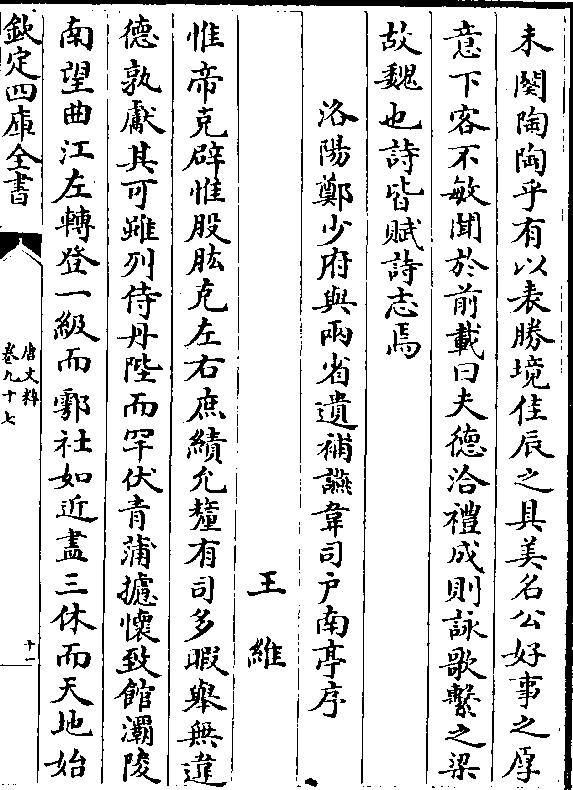 未闋陶陶乎有以表勝境佳辰之具美名公好事之厚
意下客不敏聞於前載曰夫德洽禮成則詠歌繫之梁
故魏也詩皆賦詩志焉
洛陽鄭少府與兩省遺補讌韋司户南亭序
王維
惟帝克辟惟股肱克左右庶績允釐有司多暇舉無違
德孰獻其可雖列侍丹陛而罕伏青蒲攄懷致館灞陵
南望曲江左轉登一級而鄠社如近盡三休而天地始
欽定四庫全書
唐文粹
卷九十七
十一